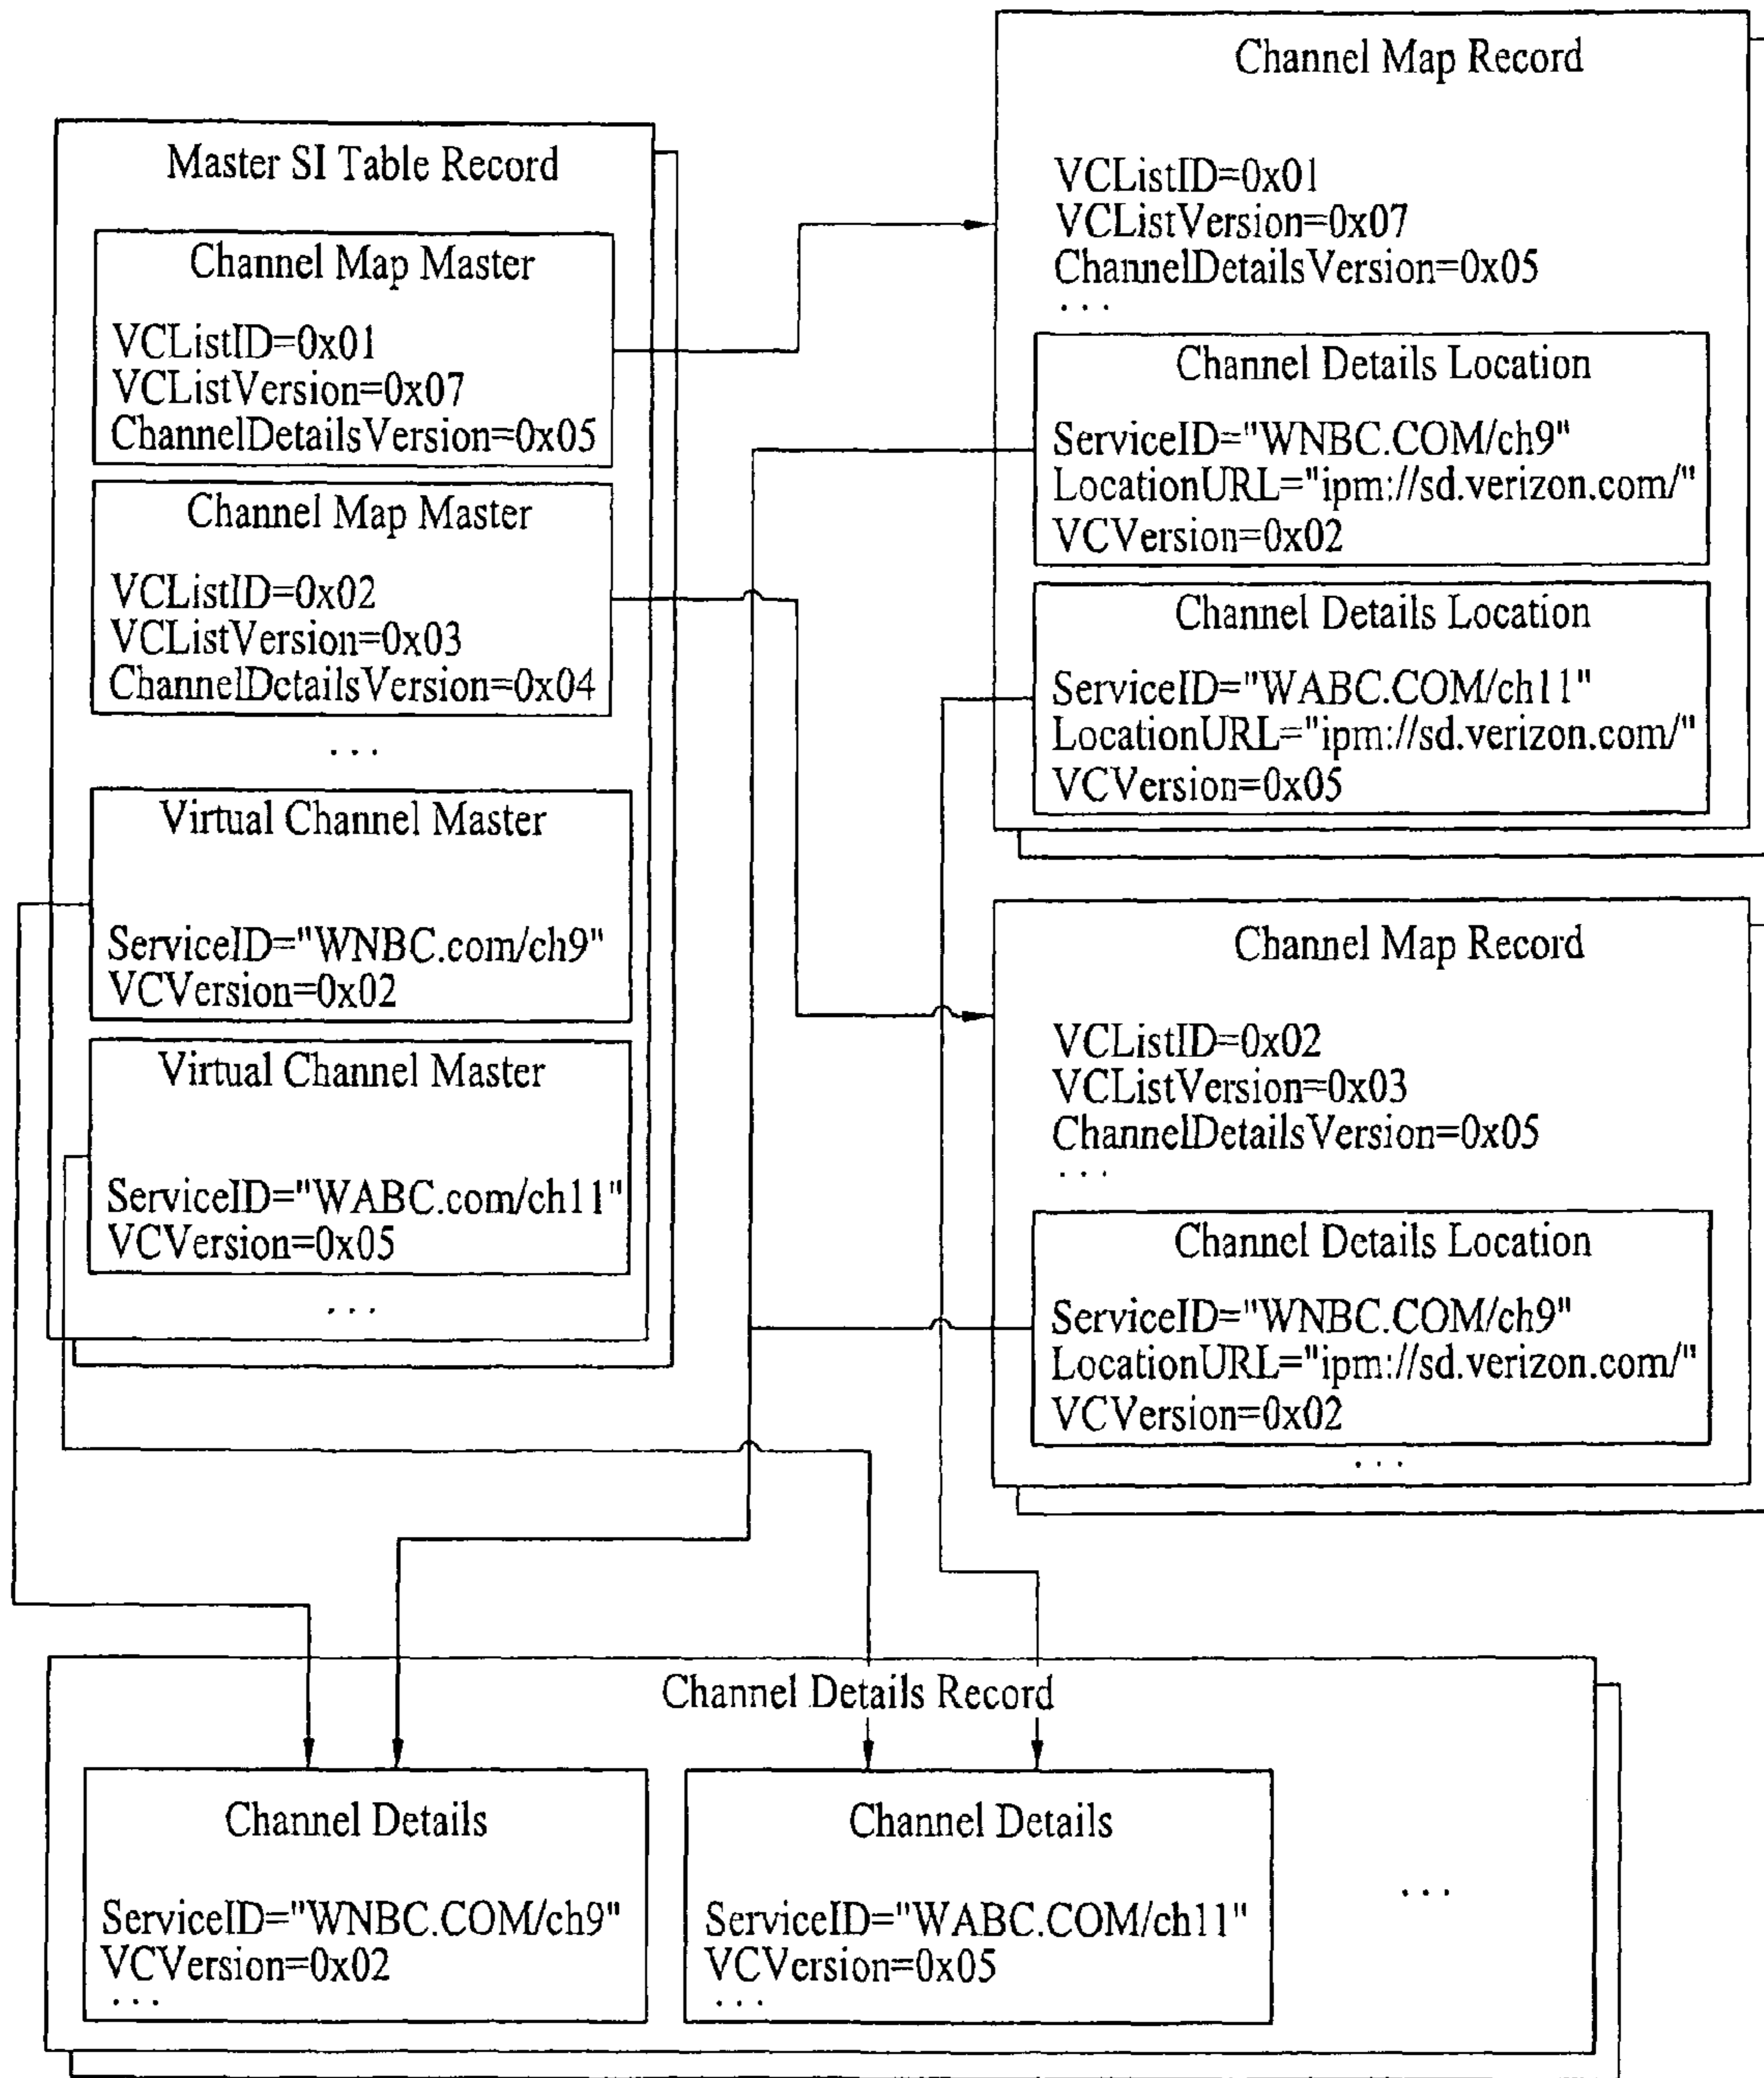 Master SI Table Record
Channel Map Master
VCListID=0x01
VCListVersion=0x07
ChannelDetailsVersion=0x05
Channel Map Master
VCListID=0x02
VCListVersion=0x03
ChannelDetailsVersion=0x04
. . .
Virtual Channel Master
ServiceID="WNBC.com/ch9"
VCVersion=0x02
Virtual Channel Master
ServiceID="WABC.com/ch11"
VCVersion=0x05
. . .
Channel Map Record
VCListID=0x01
VCListVersion=0x07
ChannelDetailsVersion=0x05
. . .
Channel Details Location
ServiceID="WNBC.COM/ch9"
LocationURL="ipm://sd.verizon.com/"
VCVersion=0x02
Channel Details Location
ServiceID="WABC.COM/ch11"
LocationURL="ipm://sd.verizon.com/"
VCVersion=0x05
Channel Map Record
VCListID=0x02
VCListVersion=0x03
ChannelDetailsVersion=0x05
. . .
Channel Details Location
ServiceID="WNBC.COM/ch9"
LocationURL="ipm://sd.verizon.com/"
VCVersion=0x02
. . .
Channel Details Record
Channel Details
ServiceID="WNBC.COM/ch9"
VCVersion=0x02
. . .
Channel Details
ServiceID="WABC.COM/ch11"
VCVersion=0x05
. . .
. . .